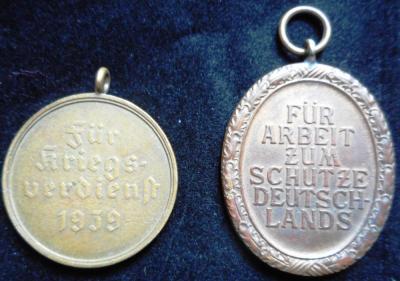 Für
Kriegs-
verdienst
1939
FÜR
ARBEIT
ZUM
SCHUTZE
DEUTSCH-
LANDS